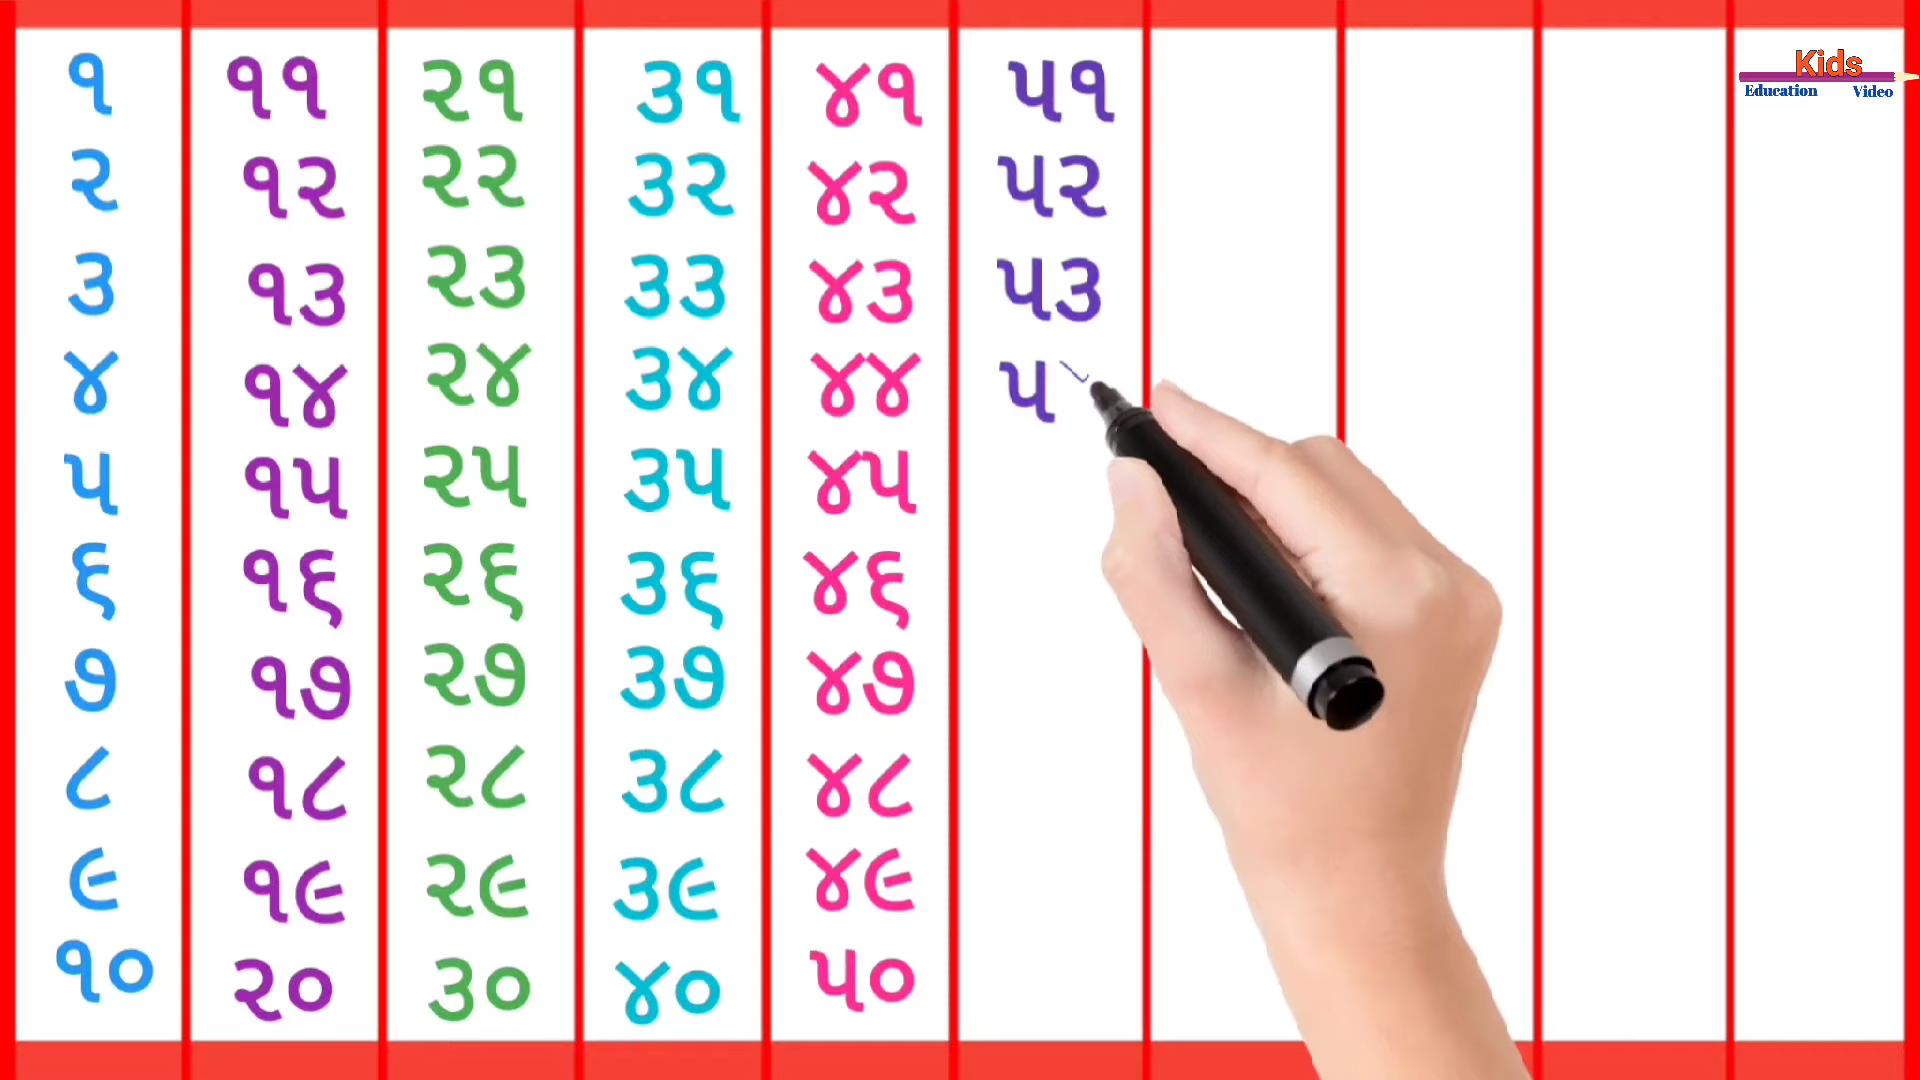 ૧ ૧૧ ૨૧ ૩૧ ૪૧ ૫૧
૨ ૧૨ ૨૨ ૩૨ ૪૨ ૫૨
૩ ૧૩ ૨૩ ૩૩ ૪૩ ૫૩
૪ ૧૪ ૨૪ ૩૪ ૪૪ ૫
૫ ૧૫ ૨૫ ૩૫ ૪૫
૬ ૧૬ ૨૬ ૩૬ ૪૬
૭ ૧૭ ૨૭ ૩૭ ૪૭
૮ ૧૮ ૨૮ ૩૮ ૪૮
૯ ૧૯ ૨૯ ૩૯ ૪૯
૧૦ ૨૦ ૩૦ ૪૦ ૫૦
Kids
Education Video